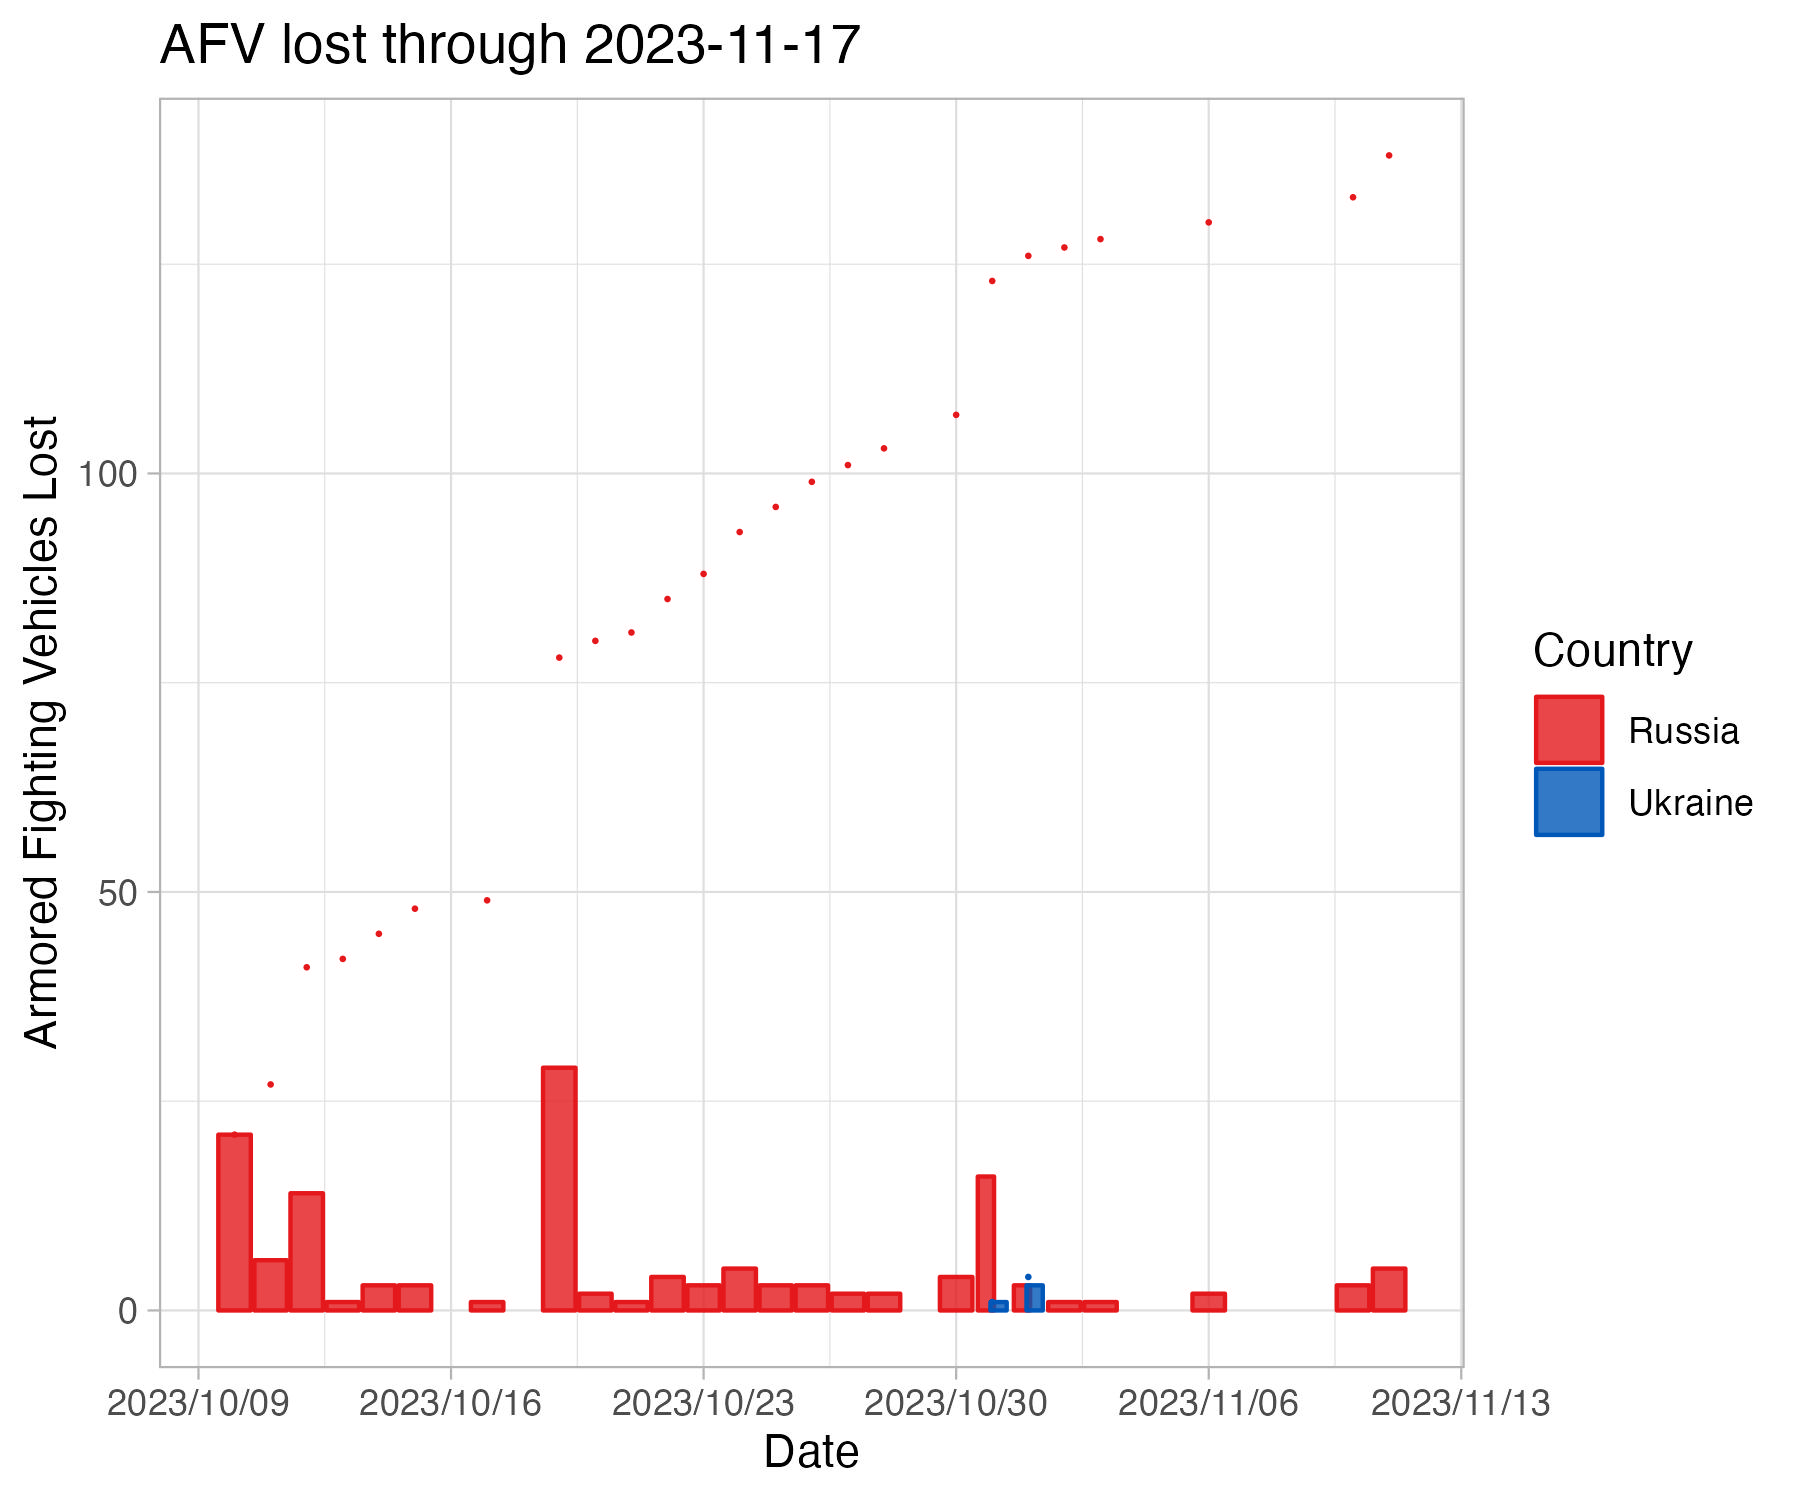 AFV lost through 2023-11-17
Armored Fighting Vehicles Lost
100
50
0
2023/10/09
2023/10/16
2023/10/23
2023/10/30
2023/11/06
2023/11/13
Date
Country
Russia
Ukraine